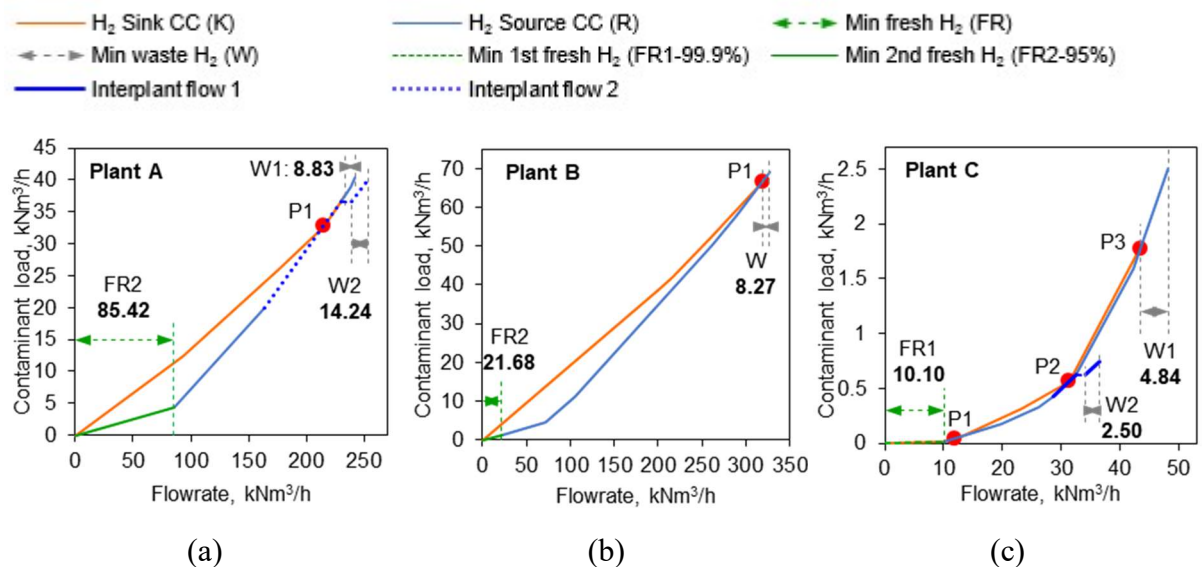 H2 Sink CC (K) H2 Source CC (R) Min fresh H2 (FR)
Min waste H2 (W) Min 1st fresh H2 (FR1-99.9%) Min 2nd fresh H2 (FR2-95%)
Interplant flow 1 Interplant flow 2
Plant A
Contaminant load, kNm3/h
45
40
35
30
25
20
15
10
5
0
W1: 8.83
P1
FR2
85.42
W2
14.24
0 50 100 150 200 250
Flowrate, kNm3/h
(a)
Plant B
Contaminant load, kNm3/h
70
60
50
40
30
20
10
0
P1
W
8.27
FR2
21.68
0 50 100 150 200 250 300 350
Flowrate, kNm3/h
(b)
Plant C
Contaminant load, kNm3/h
2.5
2
1.5
1
0.5
0
P3
FR1
10.10
P2
W1
4.84
P1
W2
2.50
0 10 20 30 40 50
Flowrate, kNm3/h
(c)